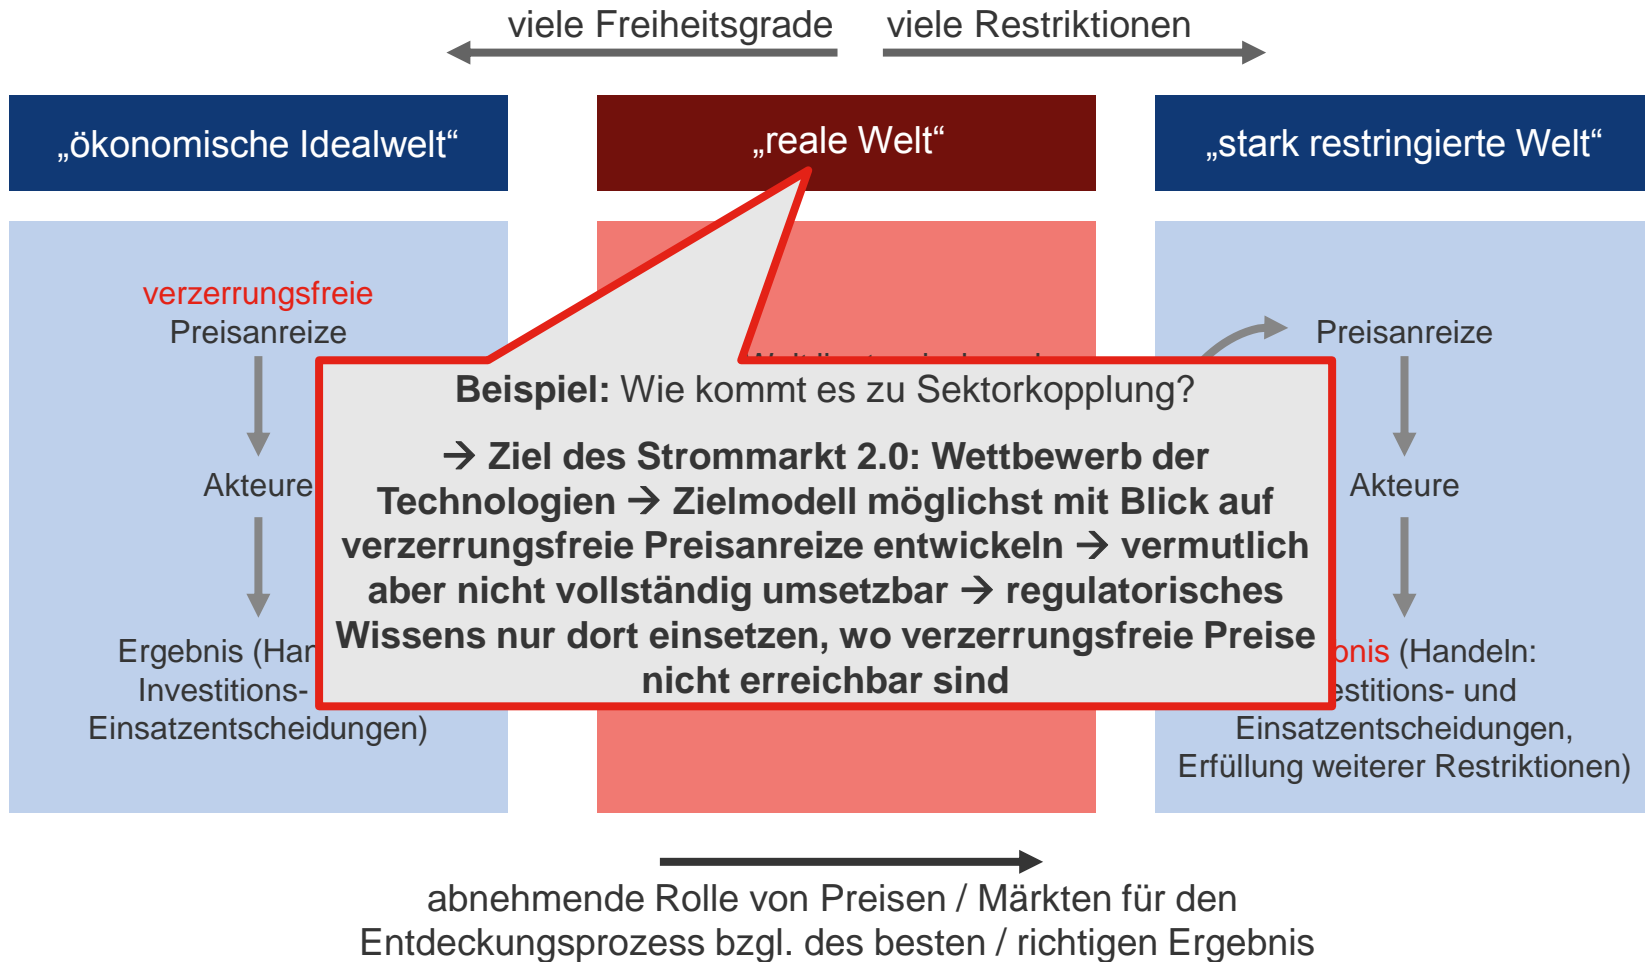 viele Freiheitsgrade
viele Restriktionen
„ökonomische Idealwelt“
„reale Welt“
„stark restringierte Welt“
verzerrungsfreie
Preisanreize
Akteure
Ergebnis
Investitions-
Einsatzentscheidungen)
Beispiel: Wie kommt es zu Sektorkopplung?
→ Ziel des Strommarkt 2.0: Wettbewerb der
Technologien → Zielmodell möglichst mit Blick auf
verzerrungsfreie Preisanreize entwickeln → vermutlich
aber nicht vollständig umsetzbar → regulatorisches
Wissens nur dort einsetzen, wo verzerrungsfreie Preise
nicht erreichbar sind
Preisanreize
Akteure
(Handeln:
und
Einsatzentscheidungen,
Erfüllung weiterer Restriktionen)
abnehmende Rolle von Preisen / Märkten für den
Entdeckungsprozess bzgl. des besten / richtigen Ergebnis